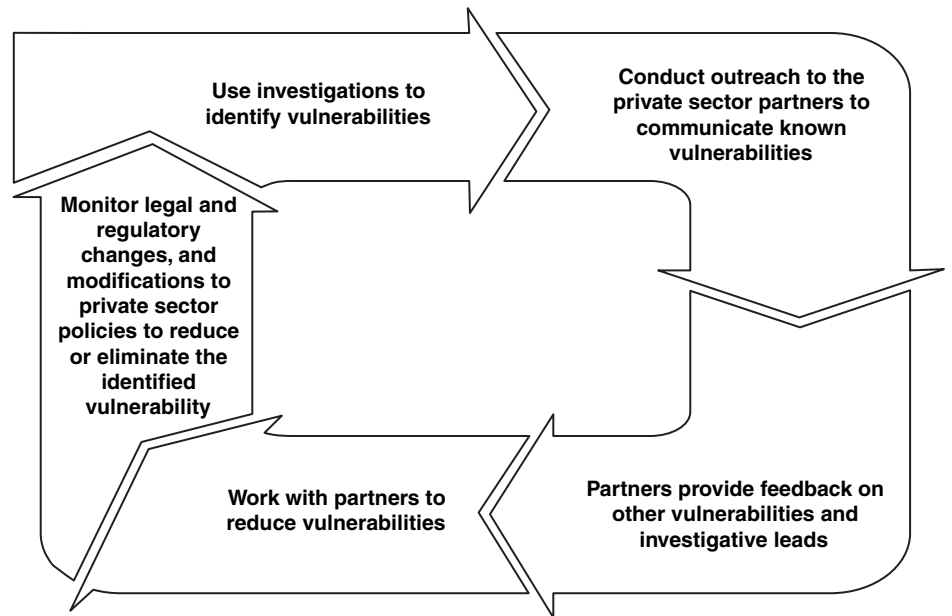 Use investigations to
identify vulnerabilities
Conduct outreach to the
private sector partners to
communicate known
vulnerabilities
Partners provide feedback on
other vulnerabilities and
investigative leads
Work with partners to
reduce vulnerabilities
Monitor legal and
regulatory
changes, and
modifications to
private sector
policies to reduce
or eliminate the
identified
vulnerability